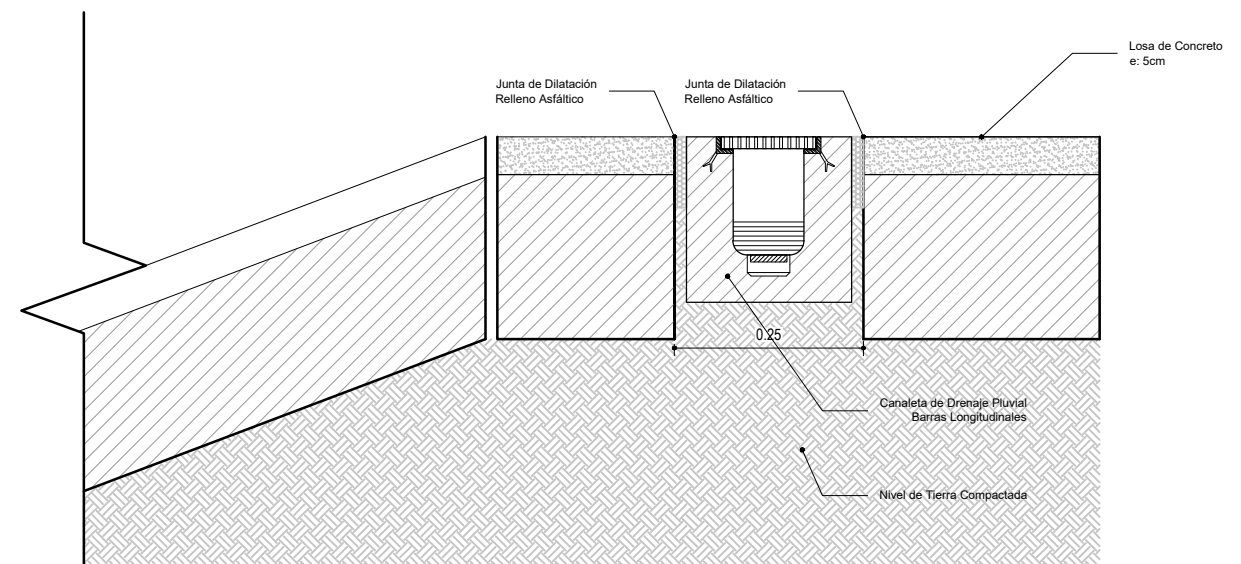 Losa de Concreto
e: 5cm
Junta de Dilatación
Relleno Asfáltico
Junta de Dilatación
Relleno Asfáltico
0.25
Canaleta de Drenaje Pluvial
Barras Longitudinales
Nivel de Tierra Compactada